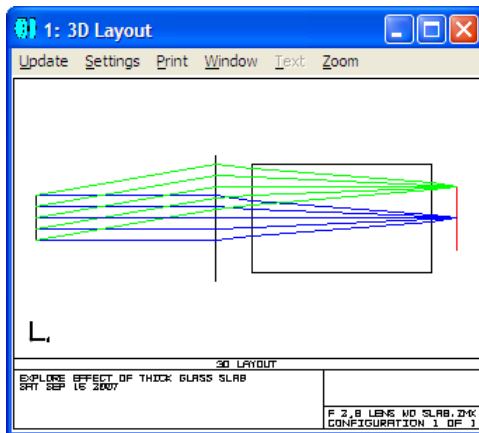 1: 3D Layout
Update Settings Print Window Text Zoom
3D LAYOUT
EXPLORE EFFECT OF THICK GLASS SLAB
SAT SEP 15 2007
F 2,8 LENS WO SLAB.ZMX
CONFIGURATION 1 OF 1